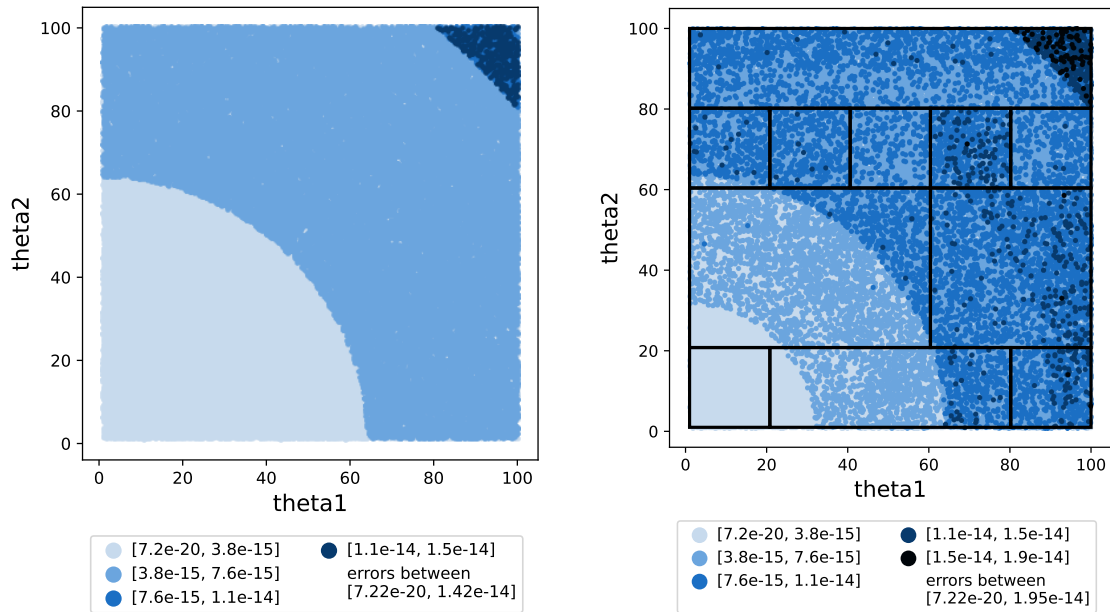 100
80
60
40
20
0
theta2
0 20 40 60 80 100
theta1
[7.2e-20, 3.8e-15]
[3.8e-15, 7.6e-15]
[7.6e-15, 1.1e-14]
[1.1e-14, 1.5e-14]
errors between
[7.22e-20, 1.42e-14]
100
80
60
40
20
0
theta2
0 20 40 60 80 100
theta1
[7.2e-20, 3.8e-15]
[3.8e-15, 7.6e-15]
[7.6e-15, 1.1e-14]
[1.1e-14, 1.5e-14]
[1.5e-14, 1.9e-14]
errors between
[7.22e-20, 1.95e-14]